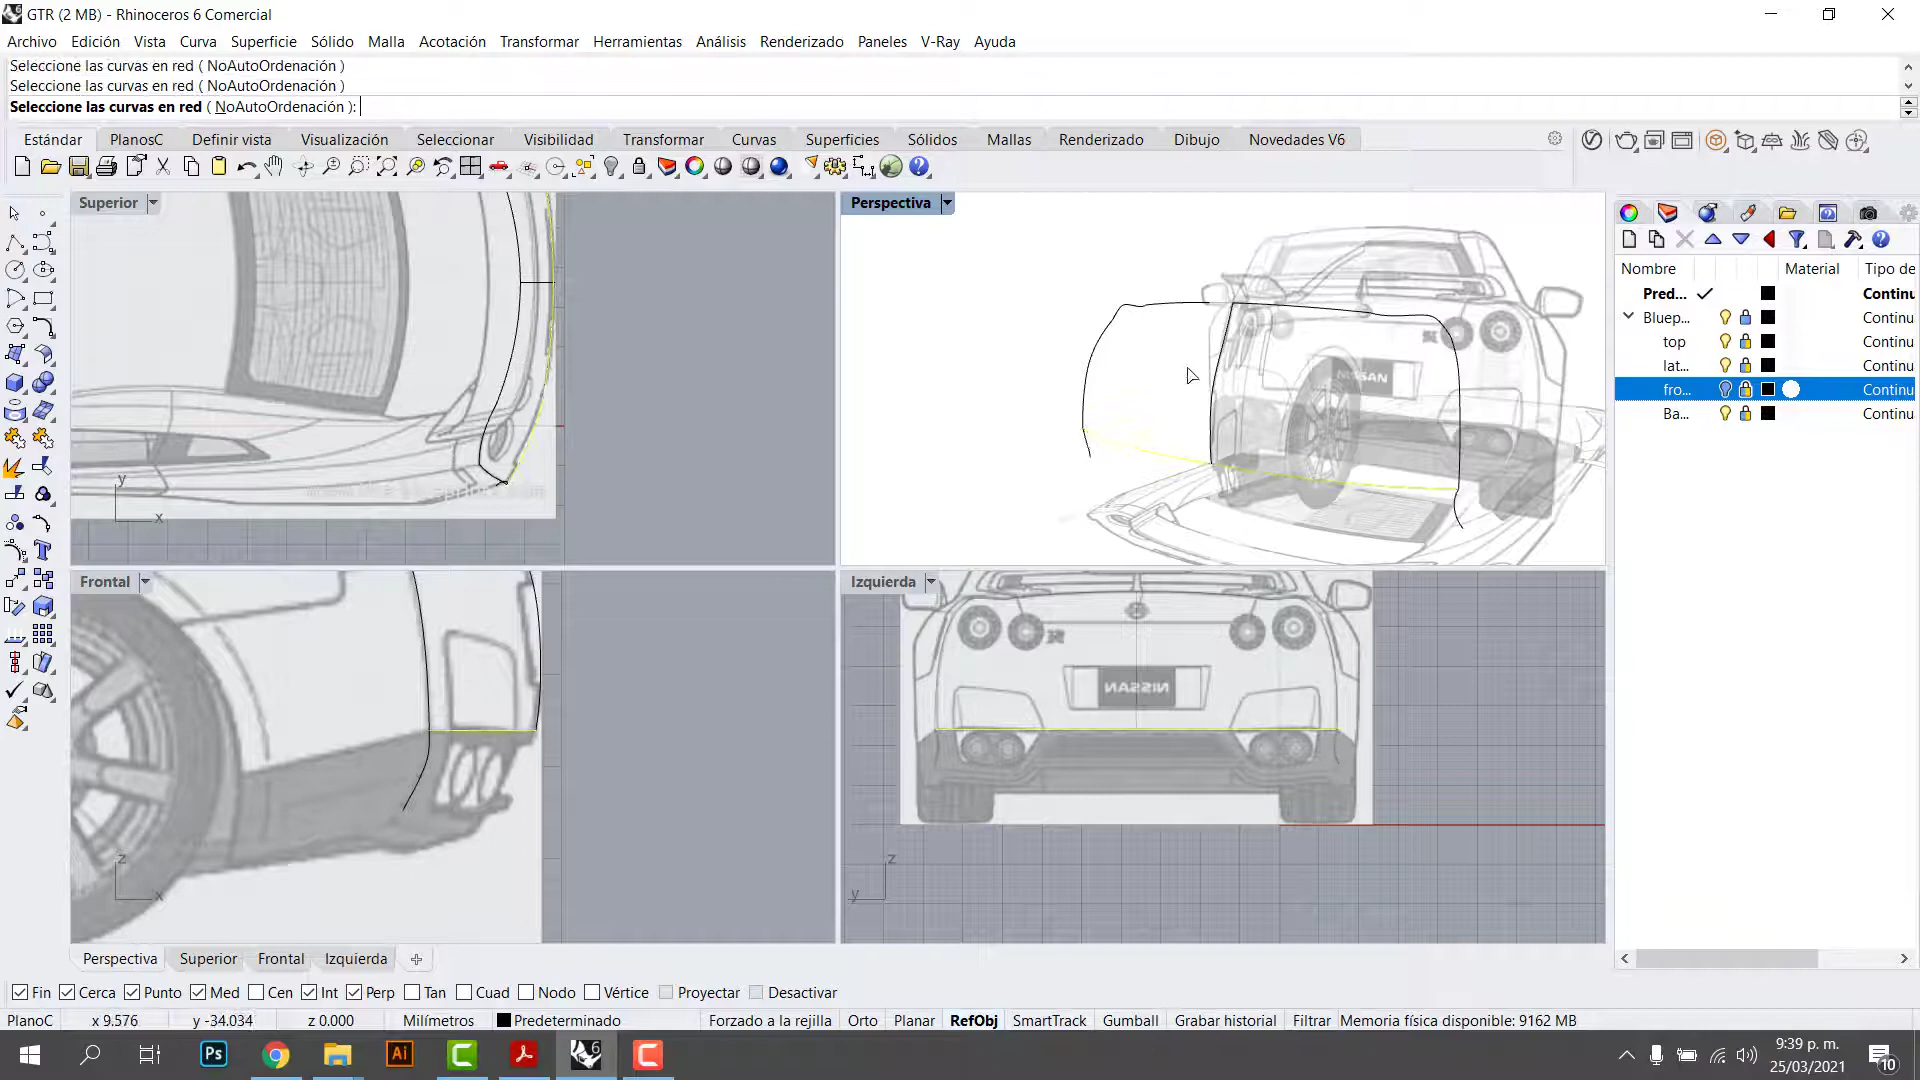 GTR (2 MB) - Rhinoceros 6 Comercial
Archivo Edición Vista Curva Superficie Sólido Malla Acotación Transformar Herramientas Análisis Renderizado Paneles V-Ray Ayuda
Seleccione las curvas en red ( NoAutoOrdenación )
Seleccione las curvas en red ( NoAutoOrdenación )
Seleccione las curvas en red ( NoAutoOrdenación ):
Estándar PlanosC Definir vista Visualización Seleccionar Visibilidad Transformar Curvas Superficies Sólidos Mallas Renderizado Dibujo Novedades V6
Superior
Perspectiva
Nombre Material Tipo de
Pred... Continu
Bluep... Continu
top Continu
lat... Continu
fro... Continu
Ba... Continu
NISSAN
y
x
Frontal
Izquierda
NISSAN
z
x
z
y
Perspectiva Superior Frontal Izquierda
Fin Cerca Punto Med Cen Int Perp Tan Cuad Nodo Vértice Proyectar Desactivar
PlanoC x 9.576 y -34.034 z 0.000 Milímetros Predeterminado Forzado a la rejilla Orto Planar RefObj SmartTrack Gumball Grabar historial Filtrar Memoria física disponible: 9162 MB
Ps Ai 6
9:39 p. m.
25/03/2021
10